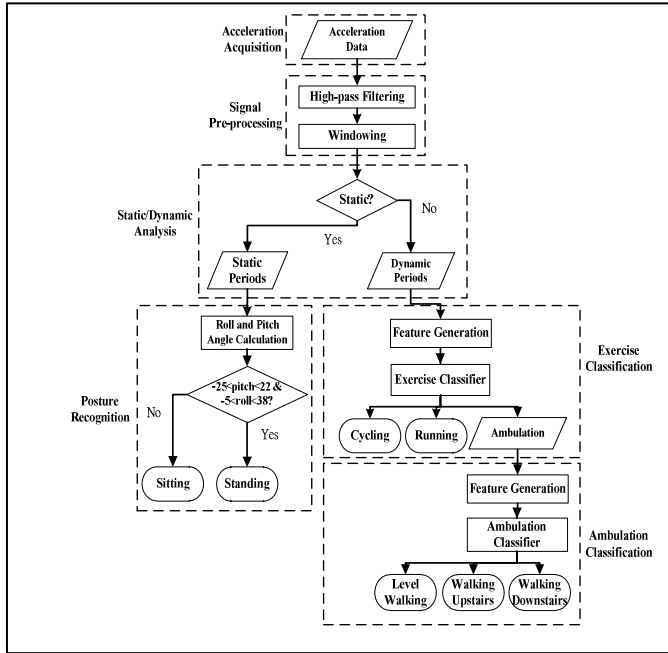 Acceleration
Acquisition
Acceleration
Data
Signal
Pre-processing
High-pass Filtering
Windowing
Static/Dynamic
Analysis
Static?
Yes
No
Static
Periods
Dynamic
Periods
Posture
Recognition
Roll and Pitch
Angle Calculation
-25<pitch<22 &
-5<roll<38?
No
Yes
Sitting
Standing
Feature Generation
Exercise Classifier
Exercise
Classification
Cycling
Running
Ambulation
Feature Generation
Ambulation
Classifier
Ambulation
Classification
Level
Walking
Walking
Upstairs
Walking
Downstairs